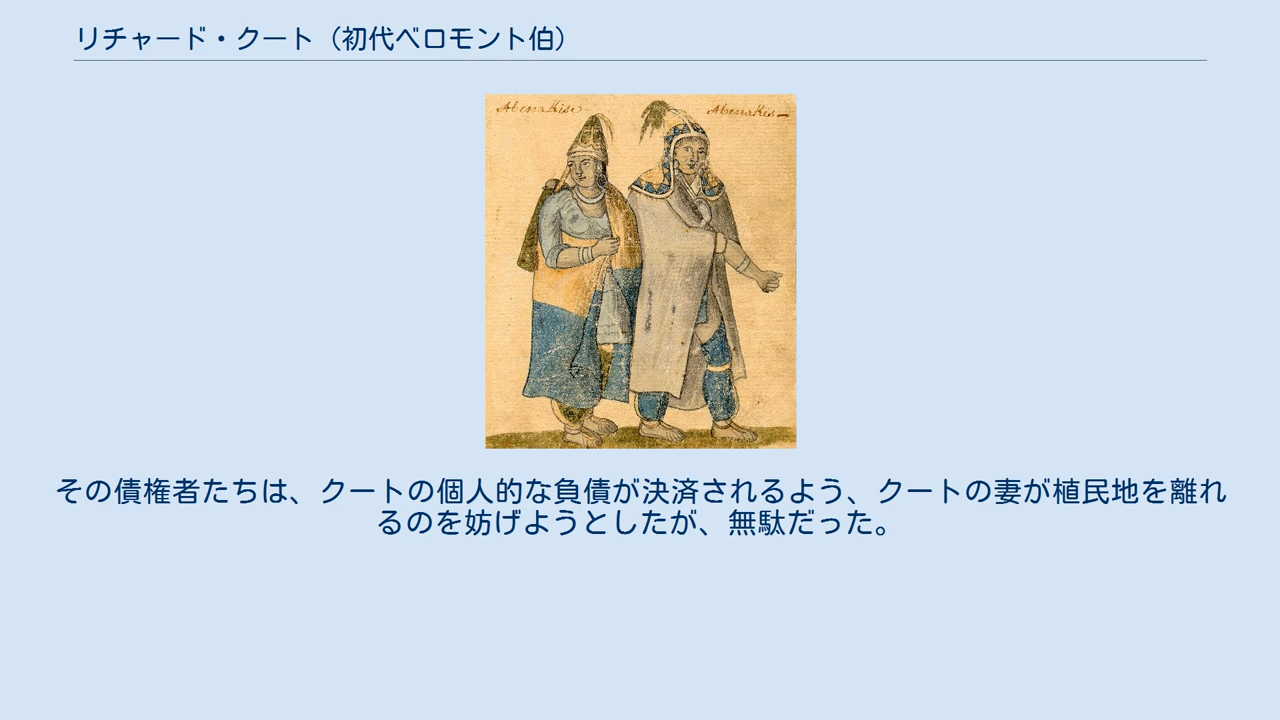 リチャード・クート（初代ベロモント伯）
Abenakise
Abenakis
その債権者たちは、クートの個人的な負債が決済されるよう、クートの妻が植民地を離れ
るのを妨げようとしたが、無駄だった。